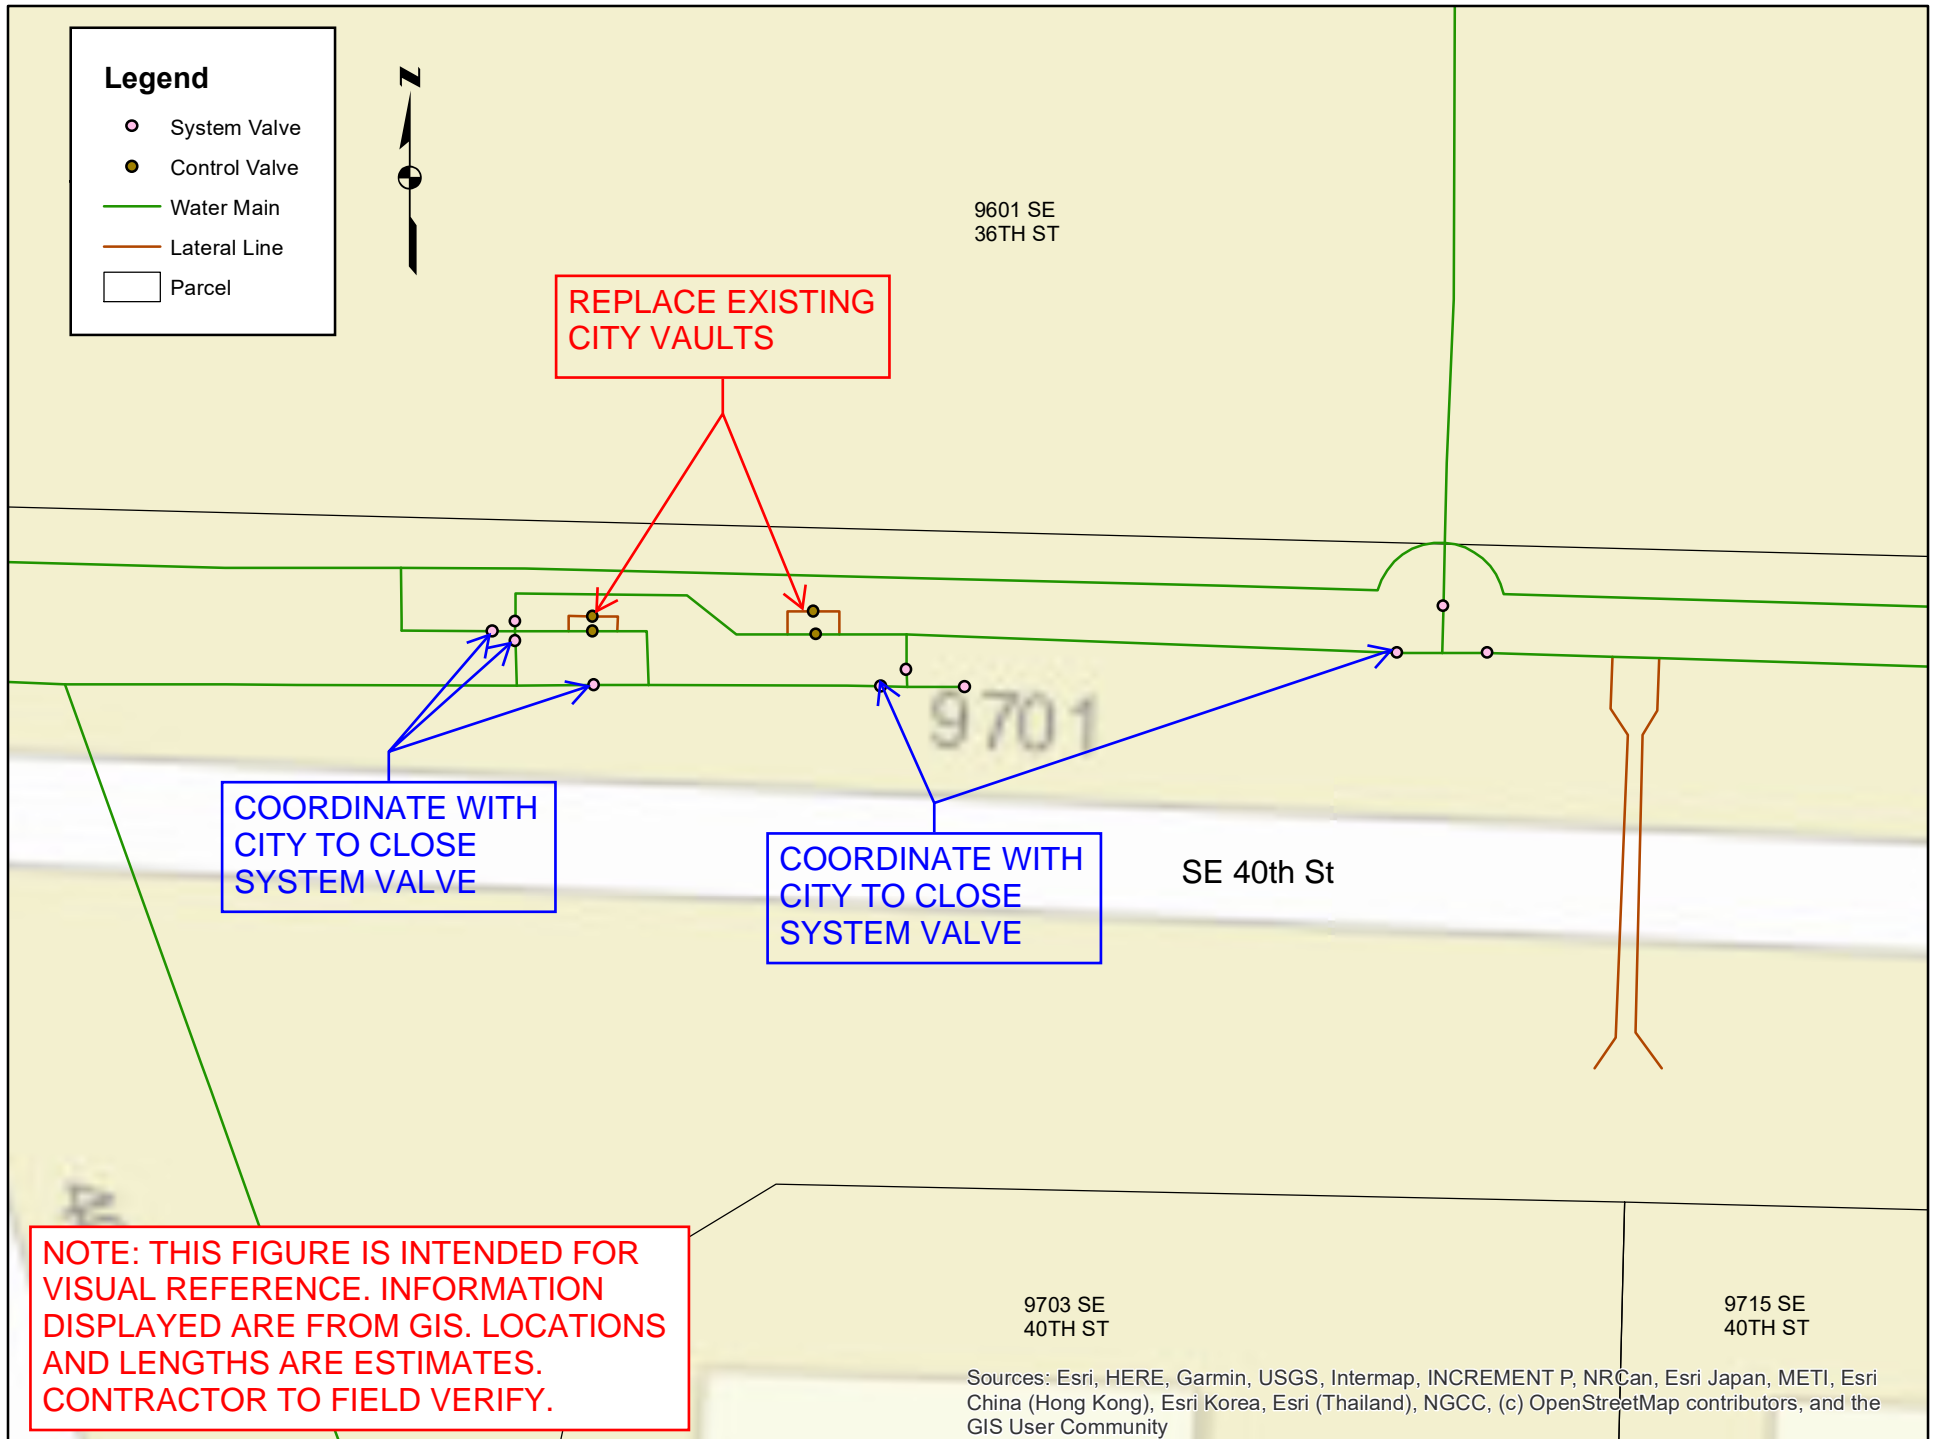 Legend
System Valve
Control Valve
Water Main
Lateral Line
Parcel
N
9601 SE
36TH ST
REPLACE EXISTING
CITY VAULTS
9701
COORDINATE WITH
CITY TO CLOSE
SYSTEM VALVE
COORDINATE WITH
CITY TO CLOSE
SYSTEM VALVE
SE 40th St
NOTE: THIS FIGURE IS INTENDED FOR
VISUAL REFERENCE. INFORMATION
DISPLAYED ARE FROM GIS. LOCATIONS
AND LENGTHS ARE ESTIMATES.
CONTRACTOR TO FIELD VERIFY.
9703 SE
40TH ST
9715 SE
40TH ST
Sources: Esri, HERE, Garmin, USGS, Intermap, INCREMENT P, NRCan, Esri Japan, METI, Esri
China (Hong Kong), Esri Korea, Esri (Thailand), NGCC, (c) OpenStreetMap contributors, and the
GIS User Community